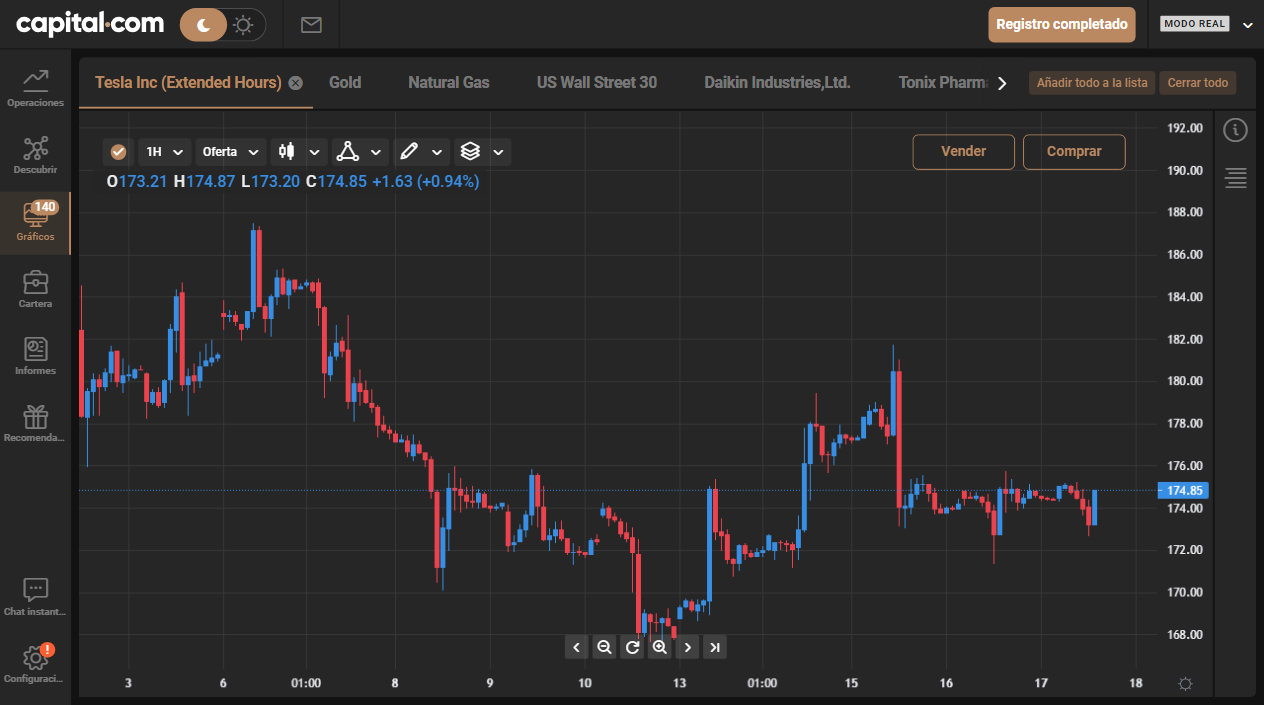 capital.com
Registro completado
MODO REAL
Operaciones
Descubrir
140
Gráficos
Cartera
Informes
Recomenda...
Chat instant...
!
Configuraci...
Tesla Inc (Extended Hours)
Gold
Natural Gas
US Wall Street 30
Daikin Industries,Ltd.
Tonix Pharm
Añadir todo a la lista
Cerrar todo
1H
Oferta
Vender
Comprar
O173.21 H174.87 L173.20 C174.85 +1.63 (+0.94%)
192.00
190.00
188.00
186.00
184.00
182.00
180.00
178.00
176.00
174.85
174.00
172.00
170.00
168.00
3
6
01:00
8
9
10
13
01:00
15
16
17
18